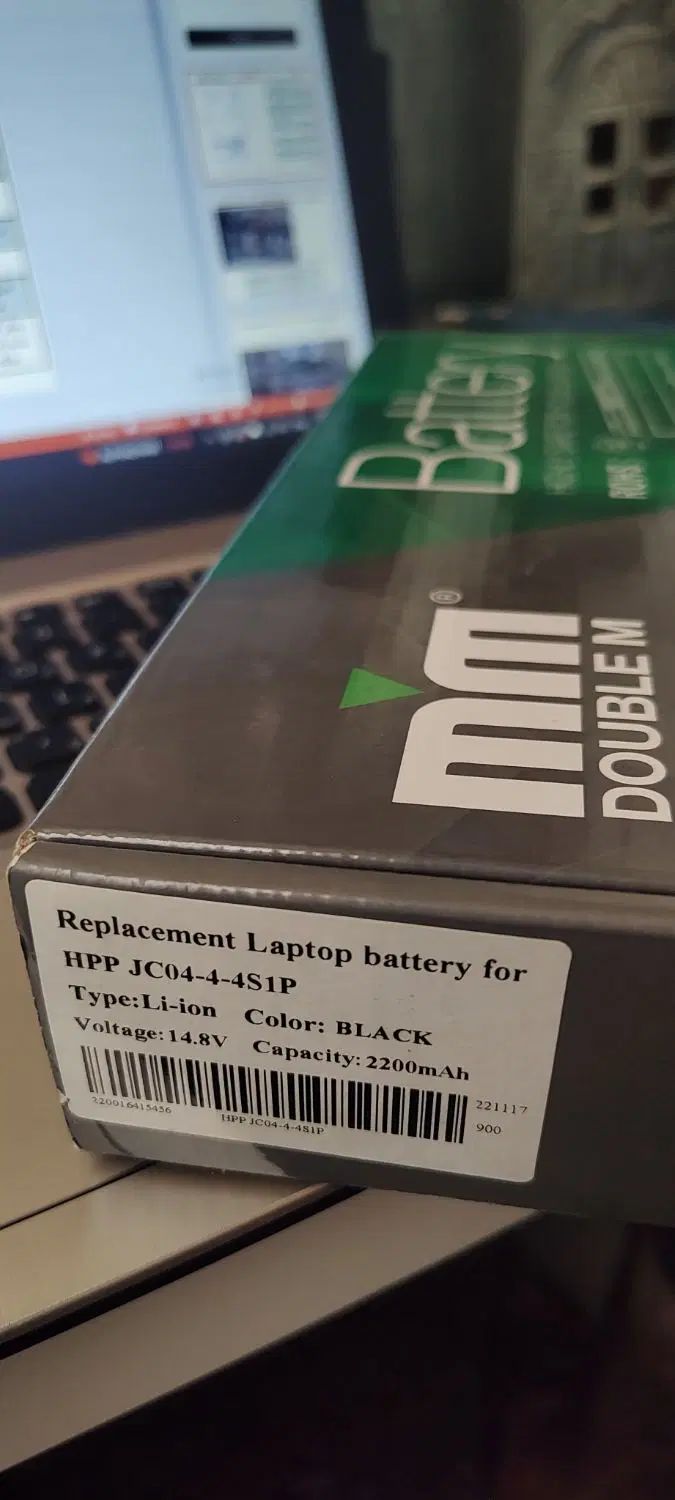 Battery
ROHS
®
mm
DOUBLE M
Replacement Laptop battery for
HPP JC04-4-4S1P
Type:Li-ion Color: BLACK
Voltage:14.8V Capacity:2200mAh
221117
220016415456
HPP JC04-4-4S1P
900